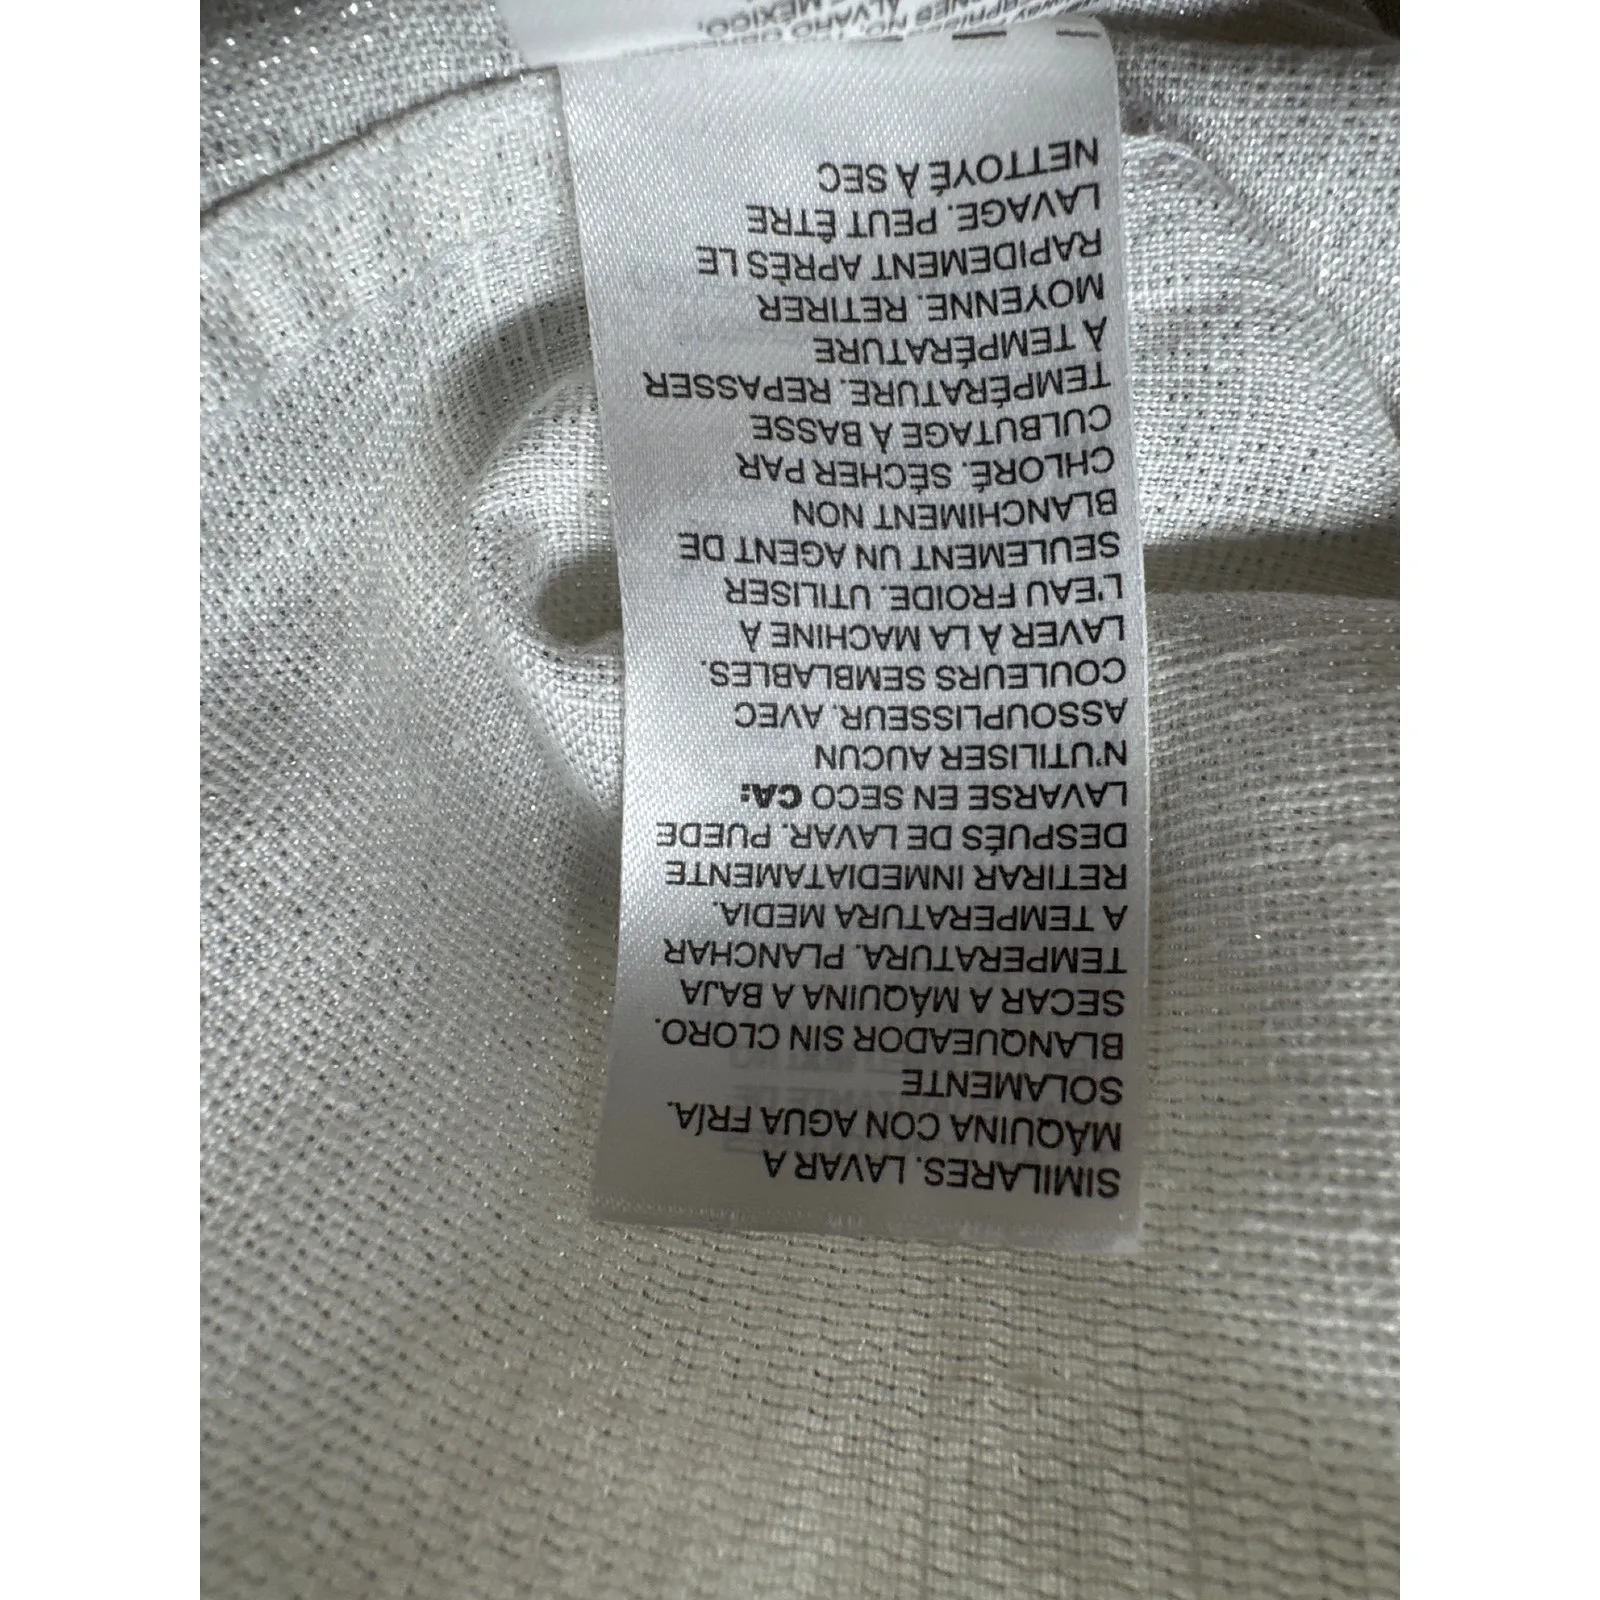 SIMILARES. LAVAR A
MÁQUINA CON AGUA FRÍA.
SOLAMENTE
BLANQUEADOR SIN CLORO.
SECAR A MÁQUINA A BAJA
TEMPERATURA. PLANCHAR
A TEMPERATURA MEDIA.
RETIRAR INMEDIATAMENTE
DESPUÉS DE LAVAR. PUEDE
LAVARSE EN SECO CA:
N'UTILISER AUCUN
ASSOUPLISSEUR. AVEC
COULEURS SEMBLABLES.
LAVER À LA MACHINE À
L'EAU FROIDE. UTILISER
SEULEMENT UN AGENT DE
BLANCHIMENT NON
CHLORÉ. SÉCHER PAR
CULBUTAGE À BASSE
TEMPÉRATURE. REPASSER
À TEMPÉRATURE
MOYENNE. RETIRER
RAPIDEMENT APRÈS LE
LAVAGE. PEUT ÊTRE
NETTOYÉ À SEC
MEXICO.
ALVARO